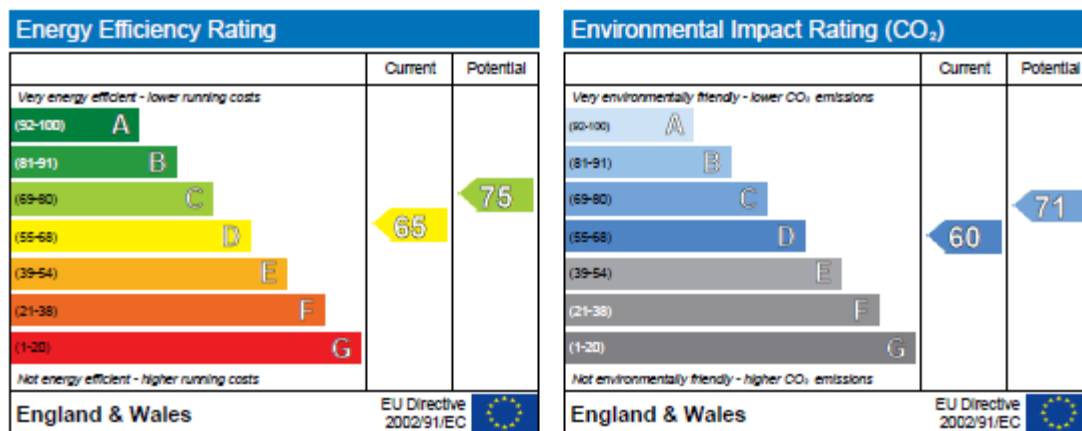 Energy Efficiency Rating
Current Potential
Very energy efficient - lower running costs
(92-100) A
(81-91) B
(69-80) C
75
(55-68) D
65
(39-54) E
(21-38) F
(1-20) G
Not energy efficient - higher running costs
England & Wales
EU Directive
2002/91/EC
Environmental Impact Rating (CO₂)
Current Potential
Very environmentally friendly - lower CO₂ emissions
(92-100) A
(81-91) B
(69-80) C
71
(55-68) D
60
(39-54) E
(21-38) F
(1-20) G
Not environmentally friendly - higher CO₂ emissions
England & Wales
EU Directive
2002/91/EC